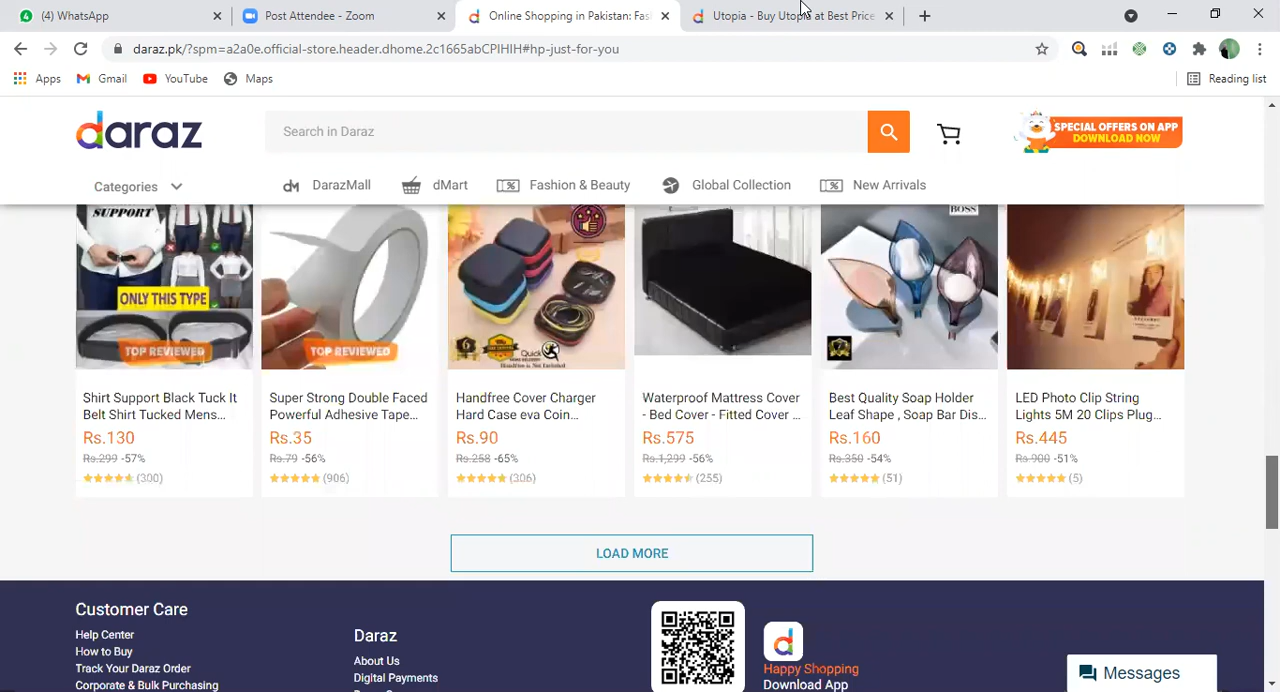 (4) WhatsApp
Post Attendee - Zoom
Online Shopping in Pakistan: Fas
Utopia - Buy Utopia at Best Price
daraz.pk/?spm=a2a0e.official-store.header.dhome.2c1665abCPIHIH#hp-just-for-you
Apps Gmail YouTube Maps Reading list
daraz
Search in Daraz
SPECIAL OFFERS ON APP
DOWNLOAD NOW
Categories DarazMall dMart Fashion & Beauty Global Collection New Arrivals
SUPPORT
ONLY THIS TYPE
TOP REVIEWED
TOP REVIEWED
Handfree is Not Included
BOSS
Shirt Support Black Tuck It
Belt Shirt Tucked Mens...
Rs.130
Rs.299 -57%
(300)
Super Strong Double Faced
Powerful Adhesive Tape...
Rs.35
Rs.79 -56%
(906)
Handfree Cover Charger
Hard Case eva Coin...
Rs.90
Rs.258 -65%
(306)
Waterproof Mattress Cover
- Bed Cover - Fitted Cover ...
Rs.575
Rs.1,299 -56%
(255)
Best Quality Soap Holder
Leaf Shape , Soap Bar Dis...
Rs.160
Rs.350 -54%
(51)
LED Photo Clip String
Lights 5M 20 Clips Plug...
Rs.445
Rs.900 -51%
(5)
LOAD MORE
Customer Care
Help Center
How to Buy
Track Your Daraz Order
Corporate & Bulk Purchasing
Daraz
About Us
Digital Payments
Happy Shopping
Download App
Messages